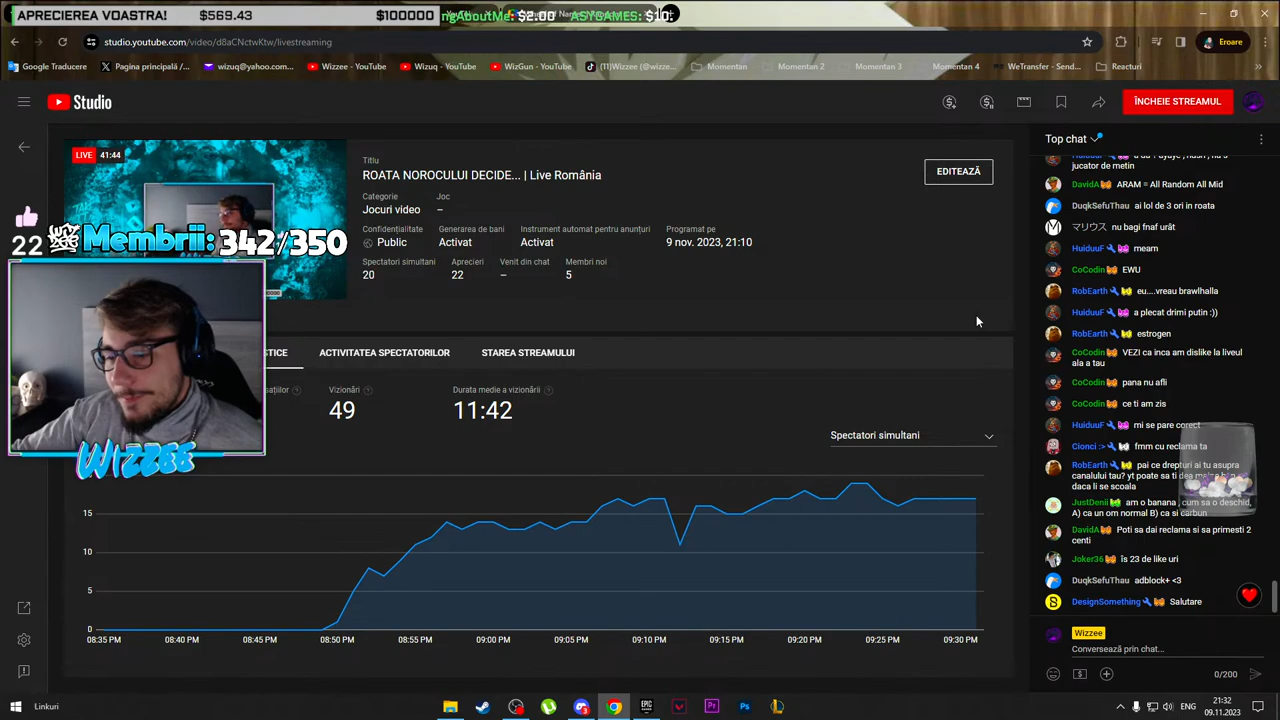 APRECIEREA VOASTRA!
$569.43
$100000
ngAboutMe: $2.00
ASTGAMES: $10
studio.youtube.com/video/d8aCNctwKtw/livestreaming
Eroare
Google Traducere
Pagina principală /...
wizuq@yahoo.com...
Wizzee - YouTube
Wizuq - YouTube
WizGun - YouTube
(11)Wizzee (@wizze...
Momentan
Momentan 2
Momentan 3
Momentan 4
WeTransfer - Send...
Reacturi
Studio
ÎNCHEIE STREAMUL
LIVE 41:44
Titlu
ROATA NOROCULUI DECIDE... | Live România
EDITEAZĂ
Categorie
Joc
Jocuri video
–
Confidențialitate
Generarea de bani
Instrument automat pentru anunțuri
Programat pe
Public
Activat
Activat
9 nov. 2023, 21:10
Spectatori simultani
Aprecieri
Venit din chat
Membri noi
20
22
–
5
22
Membrii: 342/350
WIZZEE
STICE
ACTIVITATEA SPECTATORILOR
STAREA STREAMULUI
sațiilor
Vizionări
49
Durata medie a vizionării
11:42
Spectatori simultani
15
10
5
0
08:35 PM
08:40 PM
08:45 PM
08:50 PM
08:55 PM
09:00 PM
09:05 PM
09:10 PM
09:15 PM
09:20 PM
09:25 PM
09:30 PM
Top chat
jucator de metin
DavidA ARAM = All Random All Mid
DuqkSefuThau ai lol de 3 ori in roata
マリウス nu bagi fnaf urât
HuiduuF meam
CoCodin EWU
RobEarth eu....vreau brawlhalla
HuiduuF a plecat drimi putin :))
RobEarth estrogen
CoCodin VEZI ca inca am dislike la liveul
ala a tau
CoCodin pana nu afli
CoCodin ce ti am zis
HuiduuF mi se pare corect
Cionci :> fmm cu reclama ta
RobEarth pai ce drepturi ai tu asupra
canalului tau? yt poate sa ti dea
daca li se scoala
JustDenii am o banana , cum sa o deschid,
A) ca un om normal B) ca si carbun
DavidA Poti sa dai reclama si sa primesti 2
centi
Joker36 îs 23 de like uri
DuqkSefuThau adblock+ <3
DesignSomething Salutare
Wizzee
Conversează prin chat...
0/200
Linkuri
ENG
21:32
09.11.2023